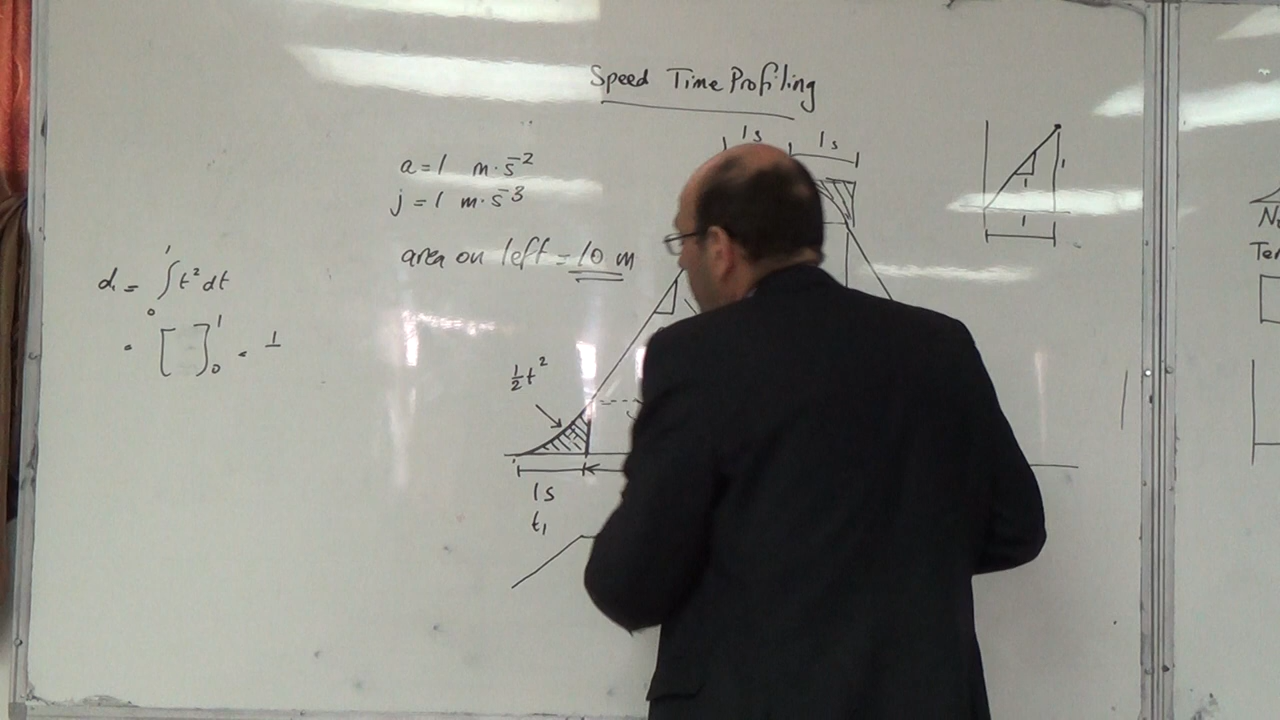 Speed Time Profiling
1s 1s
a = 1 m·s⁻²
j = 1 m·s⁻³
area on left = 10 m
d₁ = ∫₀¹ t² dt
= [ ]₀¹ = 1
½t²
1s
t₁
1
1
1